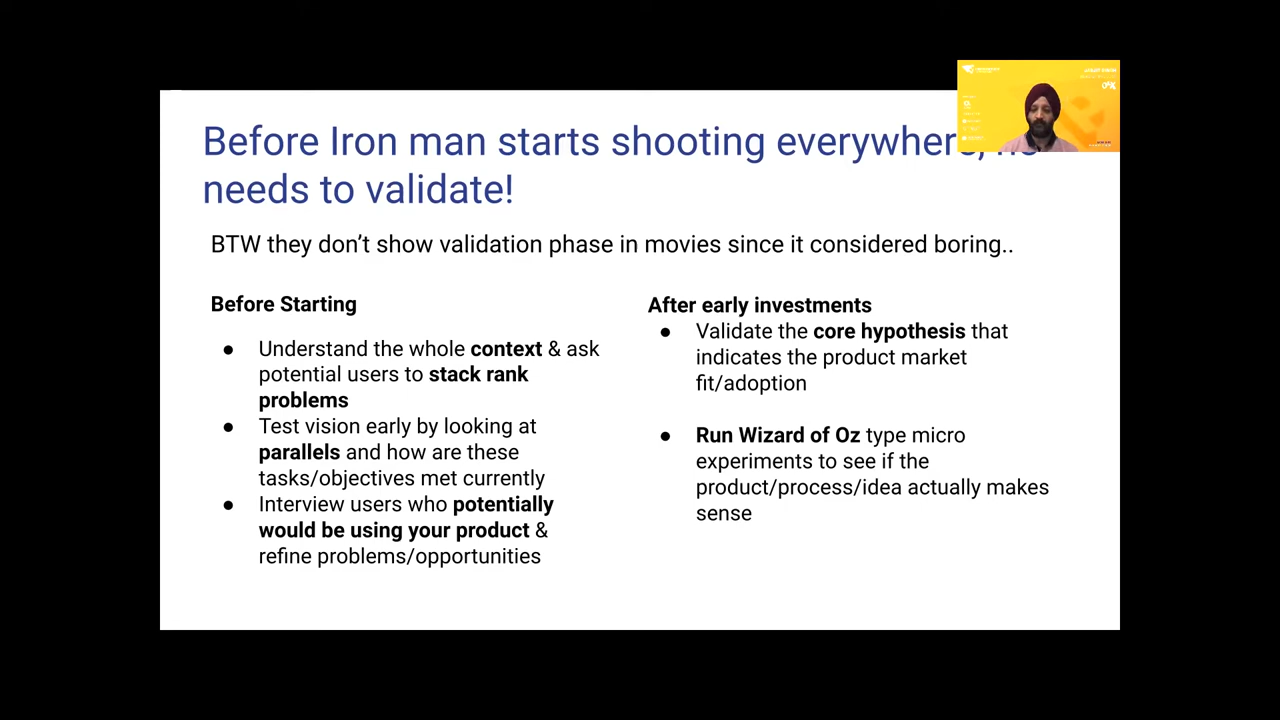 Before Iron man starts shooting everywhere,
needs to validate!
BTW they don't show validation phase in movies since it considered boring..
Before Starting
● Understand the whole context & ask
potential users to stack rank
problems
● Test vision early by looking at
parallels and how are these
tasks/objectives met currently
● Interview users who potentially
would be using your product &
refine problems/opportunities
After early investments
● Validate the core hypothesis that
indicates the product market
fit/adoption
● Run Wizard of Oz type micro
experiments to see if the
product/process/idea actually makes
sense